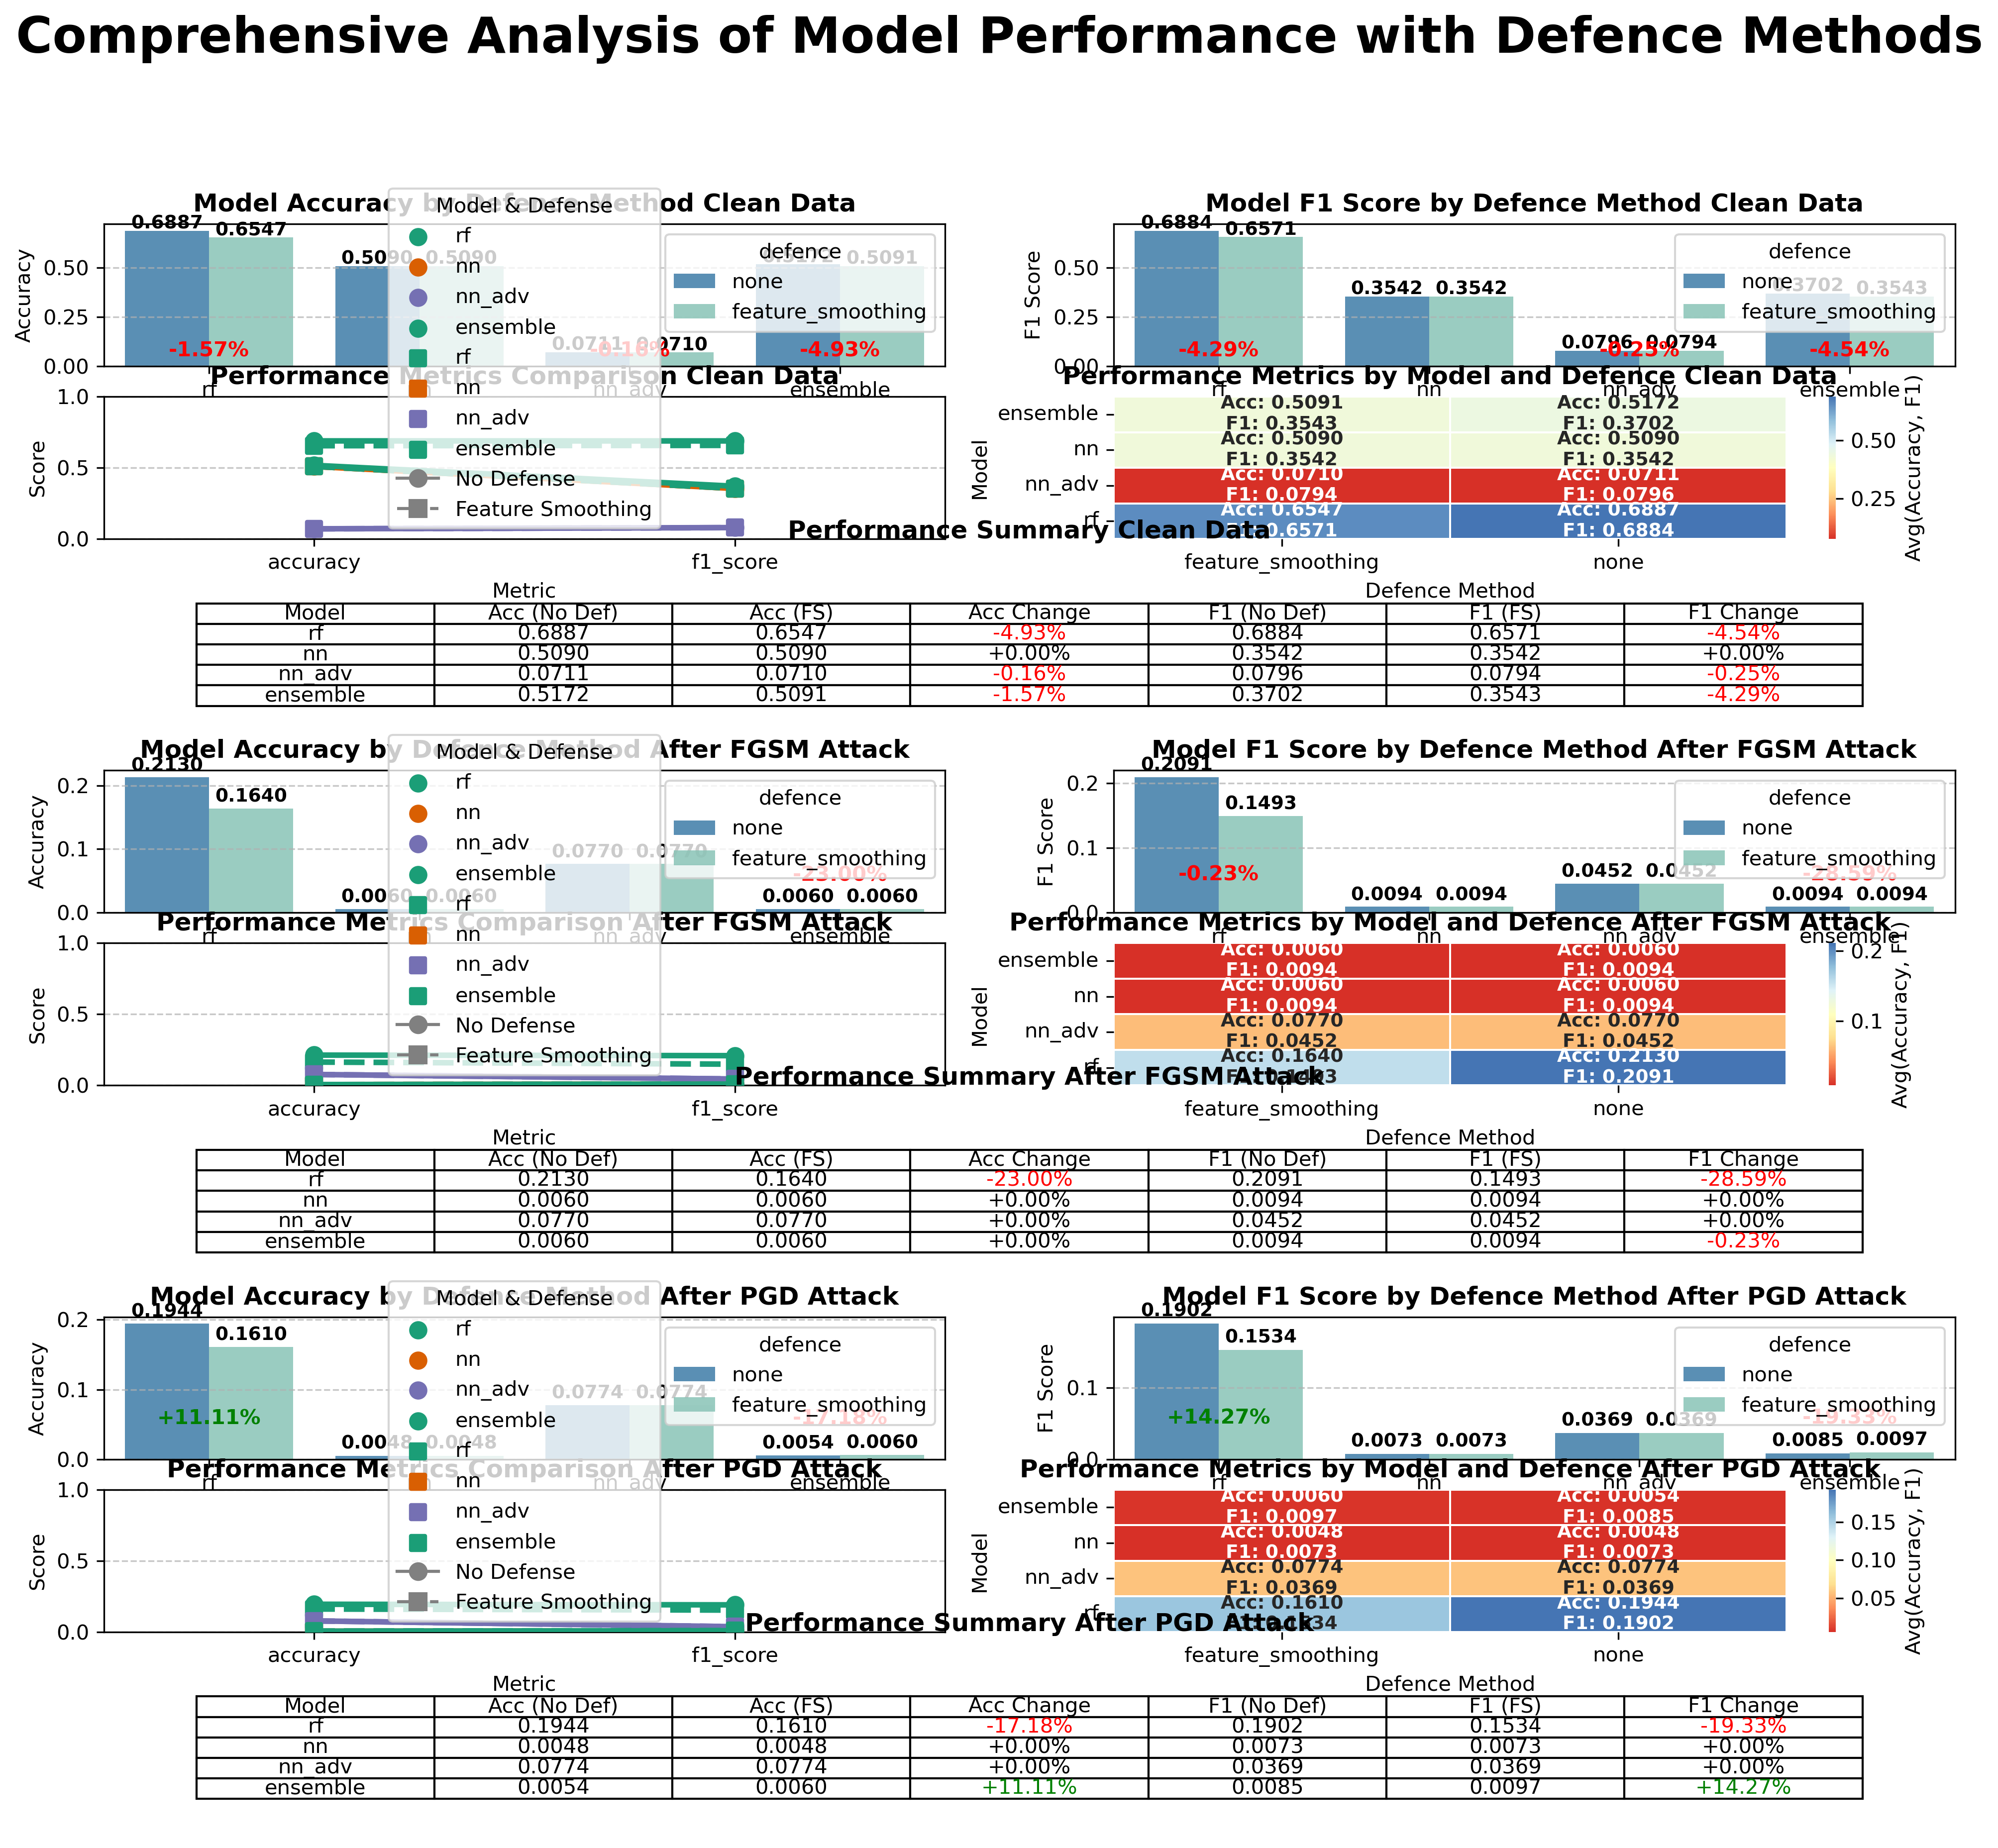 Comprehensive Analysis of Model Performance with Defence Methods
Model Accuracy by Defence Method Clean Data
Accuracy
0.50
0.25
0.00
0.6887 0.6547 0.5090 0.5090 0.0711 0.0710 0.5172 0.5091
-1.57% -0.16% -4.93%
rf nn nn_adv ensemble
defence
none
feature_smoothing
Model & Defense
rf
nn
nn_adv
ensemble
rf
nn
nn_adv
ensemble
No Defense
Feature Smoothing
Model F1 Score by Defence Method Clean Data
F1 Score
0.50
0.25
0.00
0.6884 0.6571 0.3542 0.3542 0.0796 0.0794 0.3702 0.3543
-4.29% -0.25% -4.54%
rf nn nn_adv ensemble
defence
none
feature_smoothing
Performance Metrics Comparison Clean Data
Score
1.0
0.5
0.0
accuracy f1_score
Metric
Performance Metrics by Model and Defence Clean Data
Model
ensemble
nn
nn_adv
rf
Acc: 0.5091 Acc: 0.5172
F1: 0.3543 F1: 0.3702
Acc: 0.5090 Acc: 0.5090
F1: 0.3542 F1: 0.3542
Acc: 0.0710 Acc: 0.0711
F1: 0.0794 F1: 0.0796
Acc: 0.6547 Acc: 0.6887
F1: 0.6571 F1: 0.6884
feature_smoothing none
Defence Method
0.50
0.25
Avg(Accuracy, F1)
Performance Summary Clean Data
Model Acc (No Def) Acc (FS) Acc Change F1 (No Def) F1 (FS) F1 Change
rf 0.6887 0.6547 -4.93% 0.6884 0.6571 -4.54%
nn 0.5090 0.5090 +0.00% 0.3542 0.3542 +0.00%
nn_adv 0.0711 0.0710 -0.16% 0.0796 0.0794 -0.25%
ensemble 0.5172 0.5091 -1.57% 0.3702 0.3543 -4.29%
Model Accuracy by Defence Method After FGSM Attack
Accuracy
0.2
0.1
0.0
0.2130 0.1640 0.0060 0.0060 0.0770 0.0770 0.0060 0.0060
-23.00%
rf nn nn_adv ensemble
defence
none
feature_smoothing
Model & Defense
rf
nn
nn_adv
ensemble
rf
nn
nn_adv
ensemble
No Defense
Feature Smoothing
Model F1 Score by Defence Method After FGSM Attack
F1 Score
0.2
0.1
0.0
0.2091 0.1493 0.0094 0.0094 0.0452 0.0452 0.0094 0.0094
-0.23% -28.59%
rf nn nn_adv ensemble
defence
none
feature_smoothing
Performance Metrics Comparison After FGSM Attack
Score
1.0
0.5
0.0
accuracy f1_score
Metric
Performance Metrics by Model and Defence After FGSM Attack
Model
ensemble
nn
nn_adv
rf
Acc: 0.0060 Acc: 0.0060
F1: 0.0094 F1: 0.0094
Acc: 0.0060 Acc: 0.0060
F1: 0.0094 F1: 0.0094
Acc: 0.0770 Acc: 0.0770
F1: 0.0452 F1: 0.0452
Acc: 0.1640 Acc: 0.2130
F1: 0.1493 F1: 0.2091
feature_smoothing none
Defence Method
0.2
0.1
Avg(Accuracy, F1)
Performance Summary After FGSM Attack
Model Acc (No Def) Acc (FS) Acc Change F1 (No Def) F1 (FS) F1 Change
rf 0.2130 0.1640 -23.00% 0.2091 0.1493 -28.59%
nn 0.0060 0.0060 +0.00% 0.0094 0.0094 +0.00%
nn_adv 0.0770 0.0770 +0.00% 0.0452 0.0452 +0.00%
ensemble 0.0060 0.0060 +0.00% 0.0094 0.0094 -0.23%
Model Accuracy by Defence Method After PGD Attack
Accuracy
0.2
0.1
0.0
0.1944 0.1610 0.0048 0.0048 0.0774 0.0774 0.0054 0.0060
+11.11% -17.18%
rf nn nn_adv ensemble
defence
none
feature_smoothing
Model & Defense
rf
nn
nn_adv
ensemble
rf
nn
nn_adv
ensemble
No Defense
Feature Smoothing
Model F1 Score by Defence Method After PGD Attack
F1 Score
0.1
0.0
0.1902 0.1534 0.0073 0.0073 0.0369 0.0369 0.0085 0.0097
+14.27% -19.33%
rf nn nn_adv ensemble
defence
none
feature_smoothing
Performance Metrics Comparison After PGD Attack
Score
1.0
0.5
0.0
accuracy f1_score
Metric
Performance Metrics by Model and Defence After PGD Attack
Model
ensemble
nn
nn_adv
rf
Acc: 0.0060 Acc: 0.0054
F1: 0.0097 F1: 0.0085
Acc: 0.0048 Acc: 0.0048
F1: 0.0073 F1: 0.0073
Acc: 0.0774 Acc: 0.0774
F1: 0.0369 F1: 0.0369
Acc: 0.1610 Acc: 0.1944
F1: 0.1534 F1: 0.1902
feature_smoothing none
Defence Method
0.15
0.10
0.05
Avg(Accuracy, F1)
Performance Summary After PGD Attack
Model Acc (No Def) Acc (FS) Acc Change F1 (No Def) F1 (FS) F1 Change
rf 0.1944 0.1610 -17.18% 0.1902 0.1534 -19.33%
nn 0.0048 0.0048 +0.00% 0.0073 0.0073 +0.00%
nn_adv 0.0774 0.0774 +0.00% 0.0369 0.0369 +0.00%
ensemble 0.0054 0.0060 +11.11% 0.0085 0.0097 +14.27%